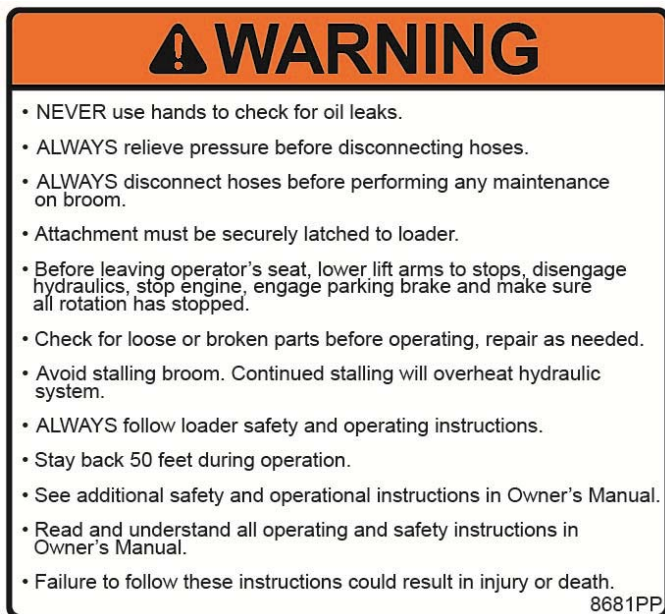 WARNING
• NEVER use hands to check for oil leaks.
• ALWAYS relieve pressure before disconnecting hoses.
• ALWAYS disconnect hoses before performing any maintenance
on broom.
• Attachment must be securely latched to loader.
• Before leaving operator's seat, lower lift arms to stops, disengage
hydraulics, stop engine, engage parking brake and make sure
all rotation has stopped.
• Check for loose or broken parts before operating, repair as needed.
• Avoid stalling broom. Continued stalling will overheat hydraulic
system.
• ALWAYS follow loader safety and operating instructions.
• Stay back 50 feet during operation.
• See additional safety and operational instructions in Owner's Manual.
• Read and understand all operating and safety instructions in
Owner's Manual.
• Failure to follow these instructions could result in injury or death.
8681PP